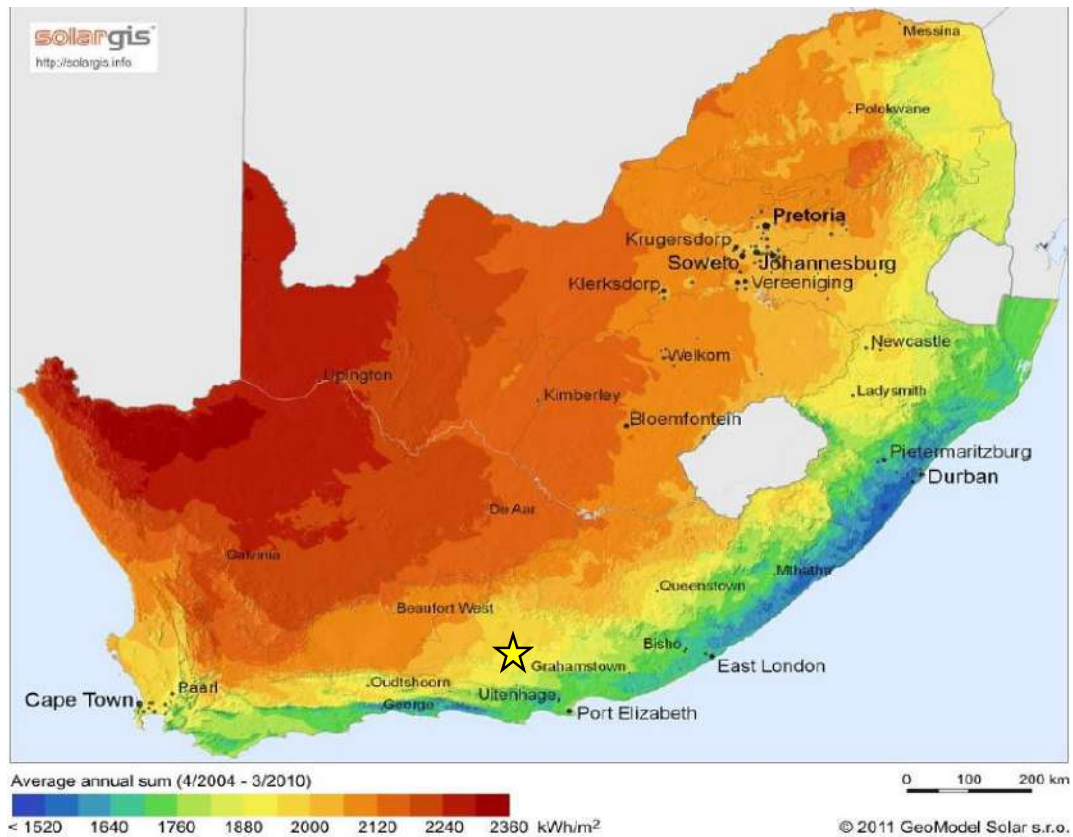 solargis
http://solargis.info
Messina
Polokwane
Pretoria
Krugersdorp
Soweto
Johannesburg
Klerksdorp
Vereeniging
Newcastle
Welkom
Upington
Kimberley
Ladysmith
Bloemfontein
Pietermaritzburg
Durban
De Aar
Calvinia
Mthatha
Queenstown
Beaufort West
Bisho
Grahamstown
East London
Oudtshoorn
Paarl
Uitenhage
Cape Town
George
Port Elizabeth
Average annual sum (4/2004 - 3/2010)
0 100 200 km
< 1520 1640 1760 1880 2000 2120 2240 2360 kWh/m²
© 2011 GeoModel Solar s.r.o.